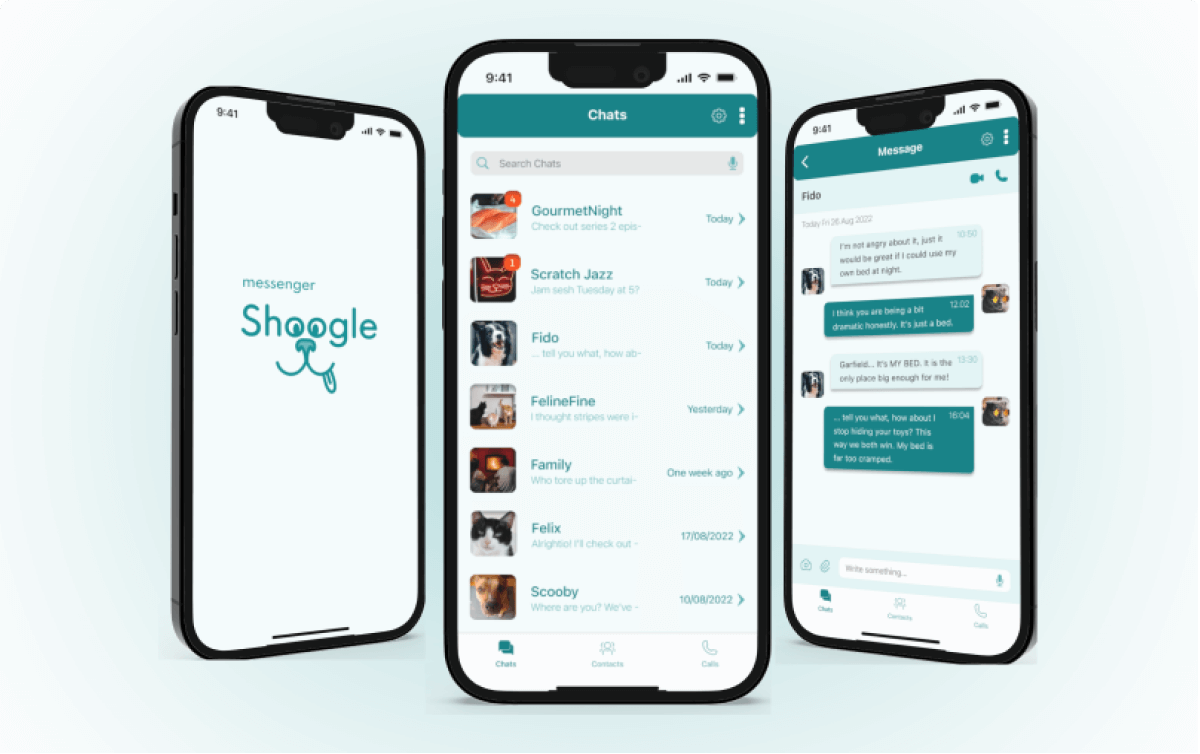 9:41
messenger
Shoogle
9:41
Chats
Search Chats
4
GourmetNight
Check out series 2 epis-
Today
1
Scratch Jazz
Jam sesh Tuesday at 5?
Today
Fido
... tell you what, how ab-
Today
FelineFine
I thought stripes were i-
Yesterday
Family
Who tore up the curtai-
One week ago
Felix
Alrightio! I'll check out -
17/08/2022
Scooby
Where are you? We've -
10/08/2022
Chats
Contacts
Calls
9:41
Message
Fido
Today Fri 26 Aug 2022
I'm not angry about it, just it 10:50
would be great if I could use my
own bed at night.
12:02
I think you are being a bit
dramatic honestly. It's just a bed.
Garfield... it's MY BED. It is the 13:30
only place big enough for me!
... tell you what, how about I 16:04
stop hiding your toys? This
way we both win. My bed is
far too cramped.
Write something...
Chats
Contacts
Calls